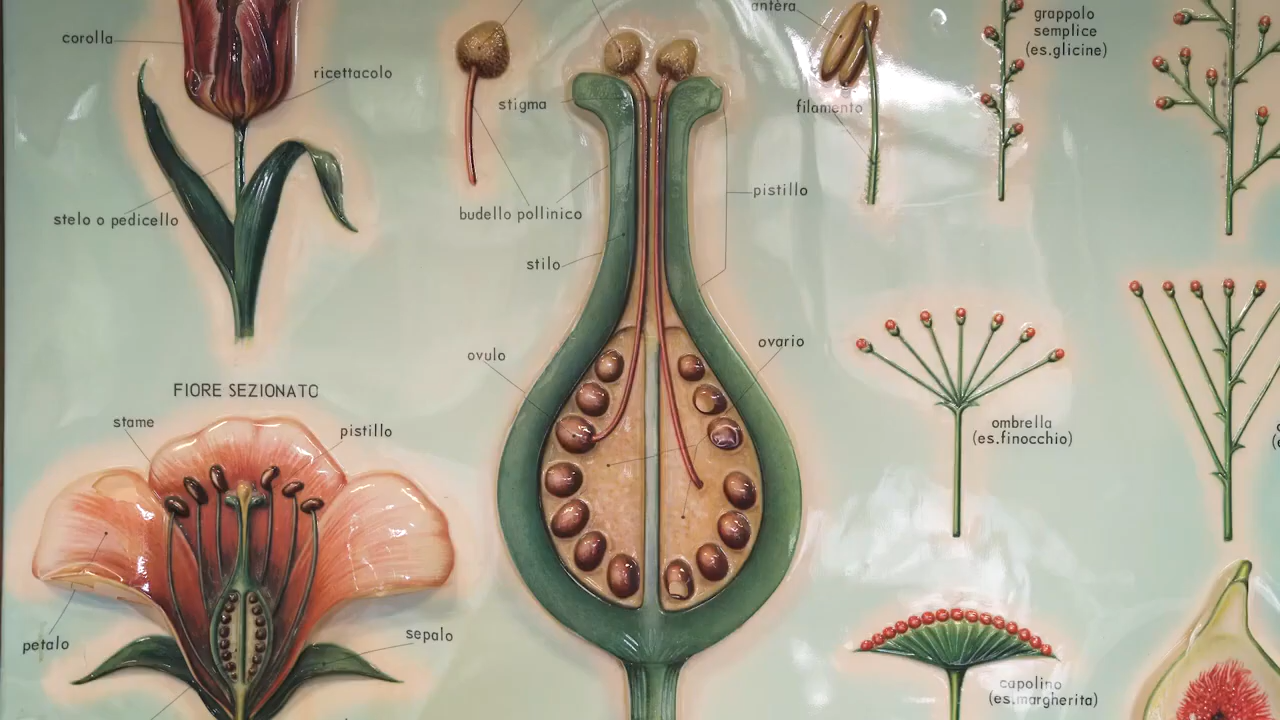 corolla
ricettacolo
stelo o pedicello
stigma
budello pollinico
stilo
pistillo
antèra
filamento
grappolo
semplice
(es.glicine)
ovulo
ovario
FIORE SEZIONATO
stame
pistillo
petalo
sepalo
ombrella
(es.finocchio)
capolino
(es.margherita)